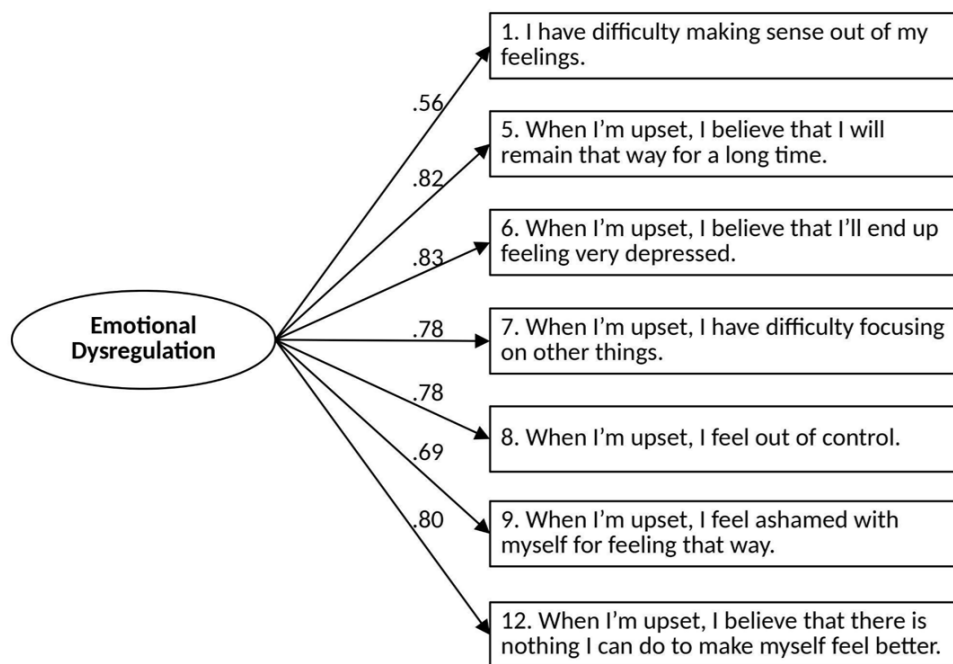 1. I have difficulty making sense out of my
feelings.
.56
5. When I’m upset, I believe that I will
remain that way for a long time.
.82
6. When I’m upset, I believe that I’ll end up
feeling very depressed.
.83
Emotional
Dysregulation
7. When I’m upset, I have difficulty focusing
on other things.
.78
8. When I’m upset, I feel out of control.
.78
9. When I’m upset, I feel ashamed with
myself for feeling that way.
.69
12. When I’m upset, I believe that there is
nothing I can do to make myself feel better.
.80